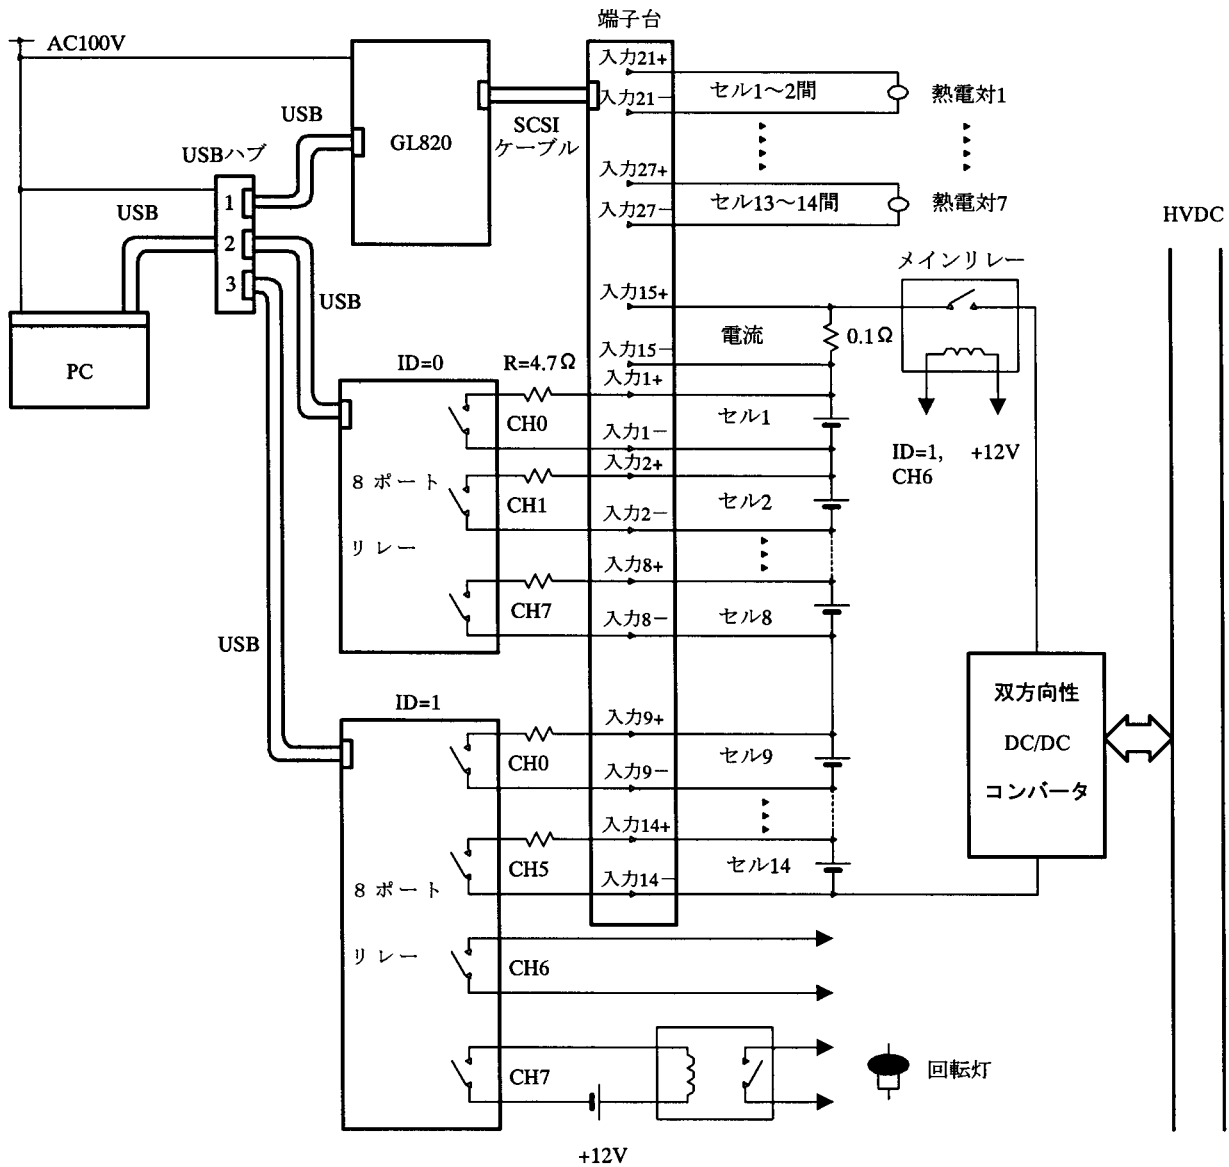 端子台
AC100V
入力21+
セル1～2間
熱電対1
入力21－
USB
GL820
SCSI
ケーブル
USBハブ
1
入力27+
セル13～14間
熱電対7
入力27－
USB
2
HVDC
3
USB
メインリレー
入力15+
電流
0.1Ω
入力15－
PC
ID=0
R=4.7Ω
入力1+
CH0
セル1
入力1－
ID=1,
CH6
+12V
入力2+
8 ポート
CH1
セル2
入力2－
リレー
入力8+
CH7
セル8
入力8－
USB
双方向性
DC/DC
コンバータ
ID=1
入力9+
CH0
セル9
入力9－
入力14+
CH5
セル14
入力14－
8 ポート
リレー
CH6
CH7
回転灯
+12V